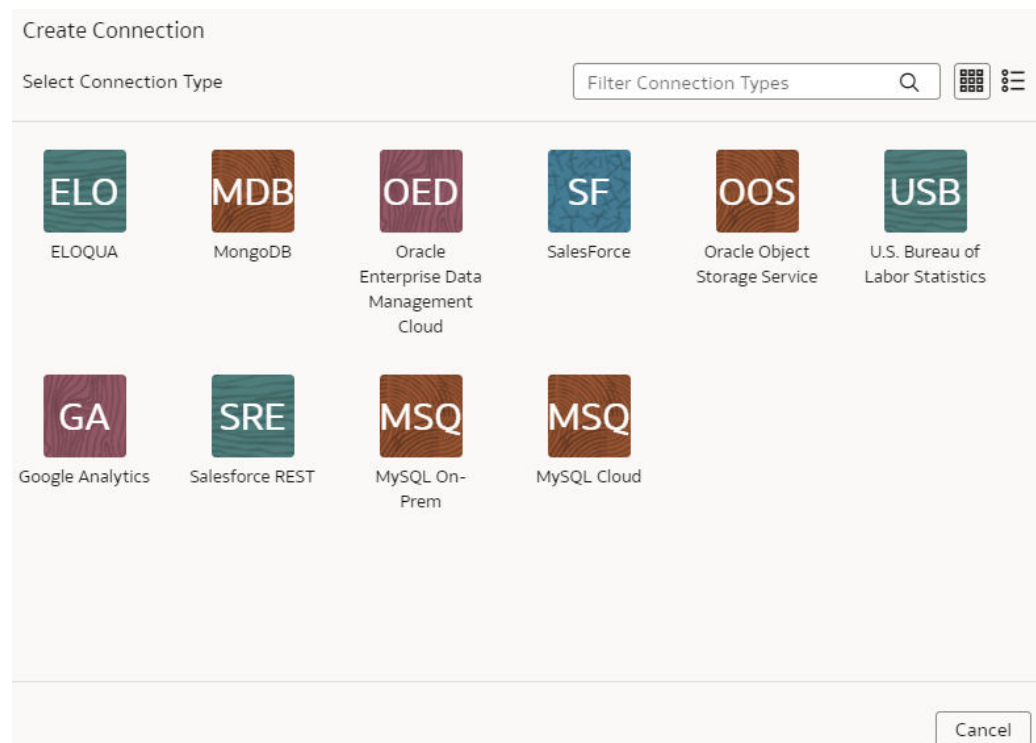 Create Connection
Select Connection Type
Filter Connection Types
ELO
MDB
OED
SF
OOS
USB
ELOQUA
MongoDB
Oracle
Enterprise Data
Management
Cloud
SalesForce
Oracle Object
Storage Service
U.S. Bureau of
Labor Statistics
GA
SRE
MSQ
MSQ
Google Analytics
Salesforce REST
MySQL On-
Prem
MySQL Cloud
Cancel